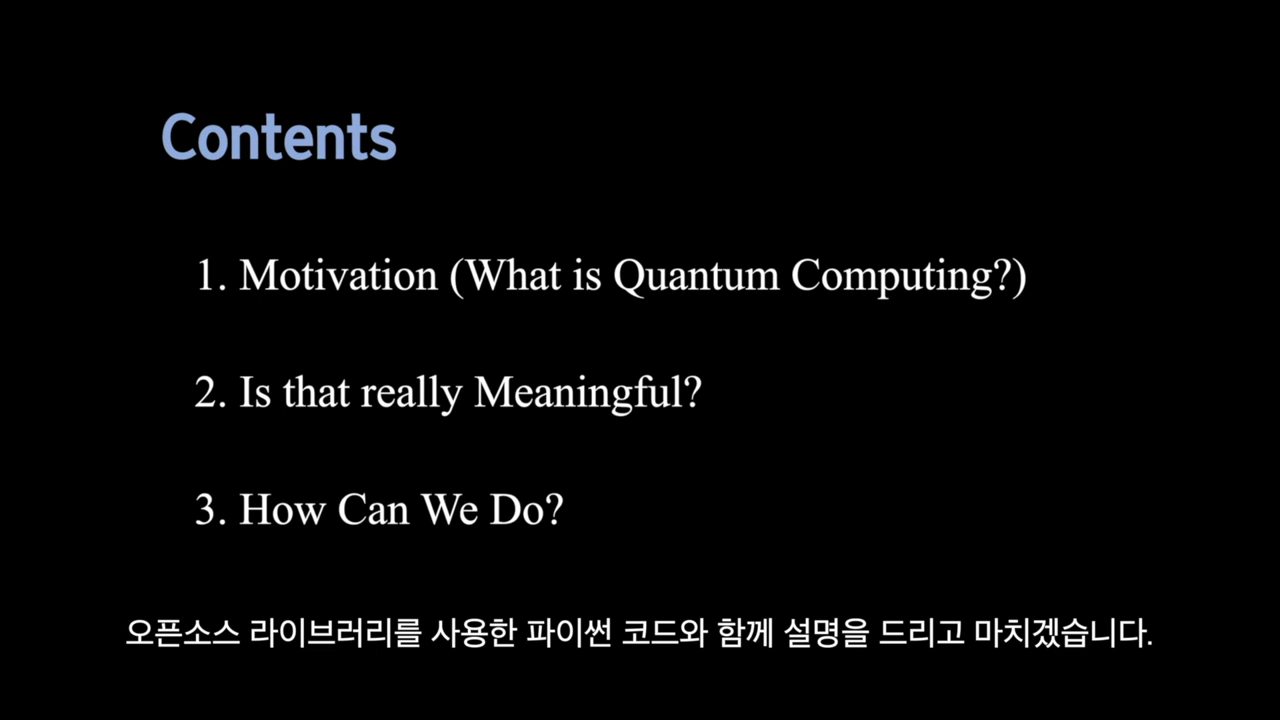 Contents
1. Motivation (What is Quantum Computing?)
2. Is that really Meaningful?
3. How Can We Do?
오픈소스 라이브러리를 사용한 파이썬 코드와 함께 설명을 드리고 마치겠습니다.